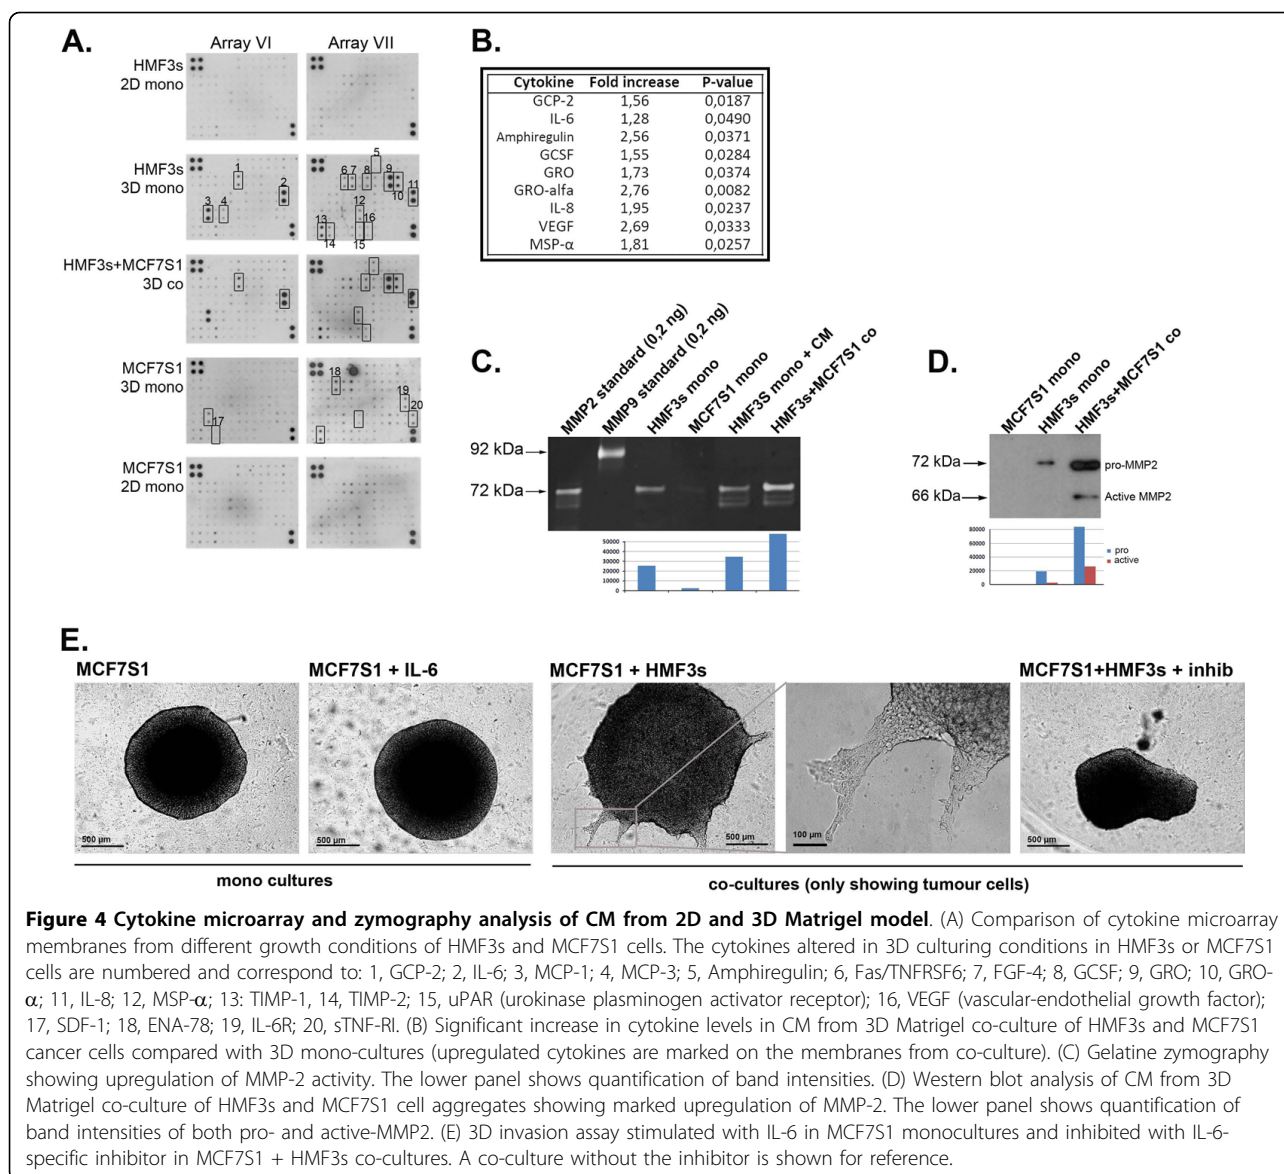 A.
Array VI
Array VII
HMF3s
2D mono
HMF3s
3D mono
1
2
3
4
5
6
7
8
9
10
11
12
13
14
15
16
HMF3s+MCF7S1
3D co
MCF7S1
3D mono
17
18
19
20
MCF7S1
2D mono
B.
Cytokine Fold increase P-value
GCP-2 1,56 0,0187
IL-6 1,28 0,0490
Amphiregulin 2,56 0,0371
GCSF 1,55 0,0284
GRO 1,73 0,0374
GRO-alfa 2,76 0,0082
IL-8 1,95 0,0237
VEGF 2,69 0,0333
MSP-α 1,81 0,0257
C.
MMP2 standard (0,2 ng)
MMP9 standard (0,2 ng)
HMF3s mono
MCF7S1 mono
HMF3S mono + CM
HMF3s+MCF7S1 co
92 kDa
72 kDa
50000
40000
30000
20000
10000
0
D.
MCF7S1 mono
HMF3s mono
HMF3s+MCF7S1 co
72 kDa
pro-MMP2
66 kDa
Active MMP2
80000
60000
40000
20000
0
pro
active
E.
MCF7S1
500 µm
MCF7S1 + IL-6
500 µm
MCF7S1 + HMF3s
500 µm
100 µm
MCF7S1+HMF3s + inhib
500 µm
mono cultures
co-cultures (only showing tumour cells)
Figure 4 Cytokine microarray and zymography analysis of CM from 2D and 3D Matrigel model. (A) Comparison of cytokine microarray
membranes from different growth conditions of HMF3s and MCF7S1 cells. The cytokines altered in 3D culturing conditions in HMF3s or MCF7S1
cells are numbered and correspond to: 1, GCP-2; 2, IL-6; 3, MCP-1; 4, MCP-3; 5, Amphiregulin; 6, Fas/TNFRSF6; 7, FGF-4; 8, GCSF; 9, GRO; 10, GRO-
α; 11, IL-8; 12, MSP-α; 13: TIMP-1, 14, TIMP-2; 15, uPAR (urokinase plasminogen activator receptor); 16, VEGF (vascular-endothelial growth factor);
17, SDF-1; 18, ENA-78; 19, IL-6R; 20, sTNF-RI. (B) Significant increase in cytokine levels in CM from 3D Matrigel co-culture of HMF3s and MCF7S1
cancer cells compared with 3D mono-cultures (upregulated cytokines are marked on the membranes from co-culture). (C) Gelatine zymography
showing upregulation of MMP-2 activity. The lower panel shows quantification of band intensities. (D) Western blot analysis of CM from 3D
Matrigel co-culture of HMF3s and MCF7S1 cell aggregates showing marked upregulation of MMP-2. The lower panel shows quantification of
band intensities of both pro- and active-MMP2. (E) 3D invasion assay stimulated with IL-6 in MCF7S1 monocultures and inhibited with IL-6-
specific inhibitor in MCF7S1 + HMF3s co-cultures. A co-culture without the inhibitor is shown for reference.